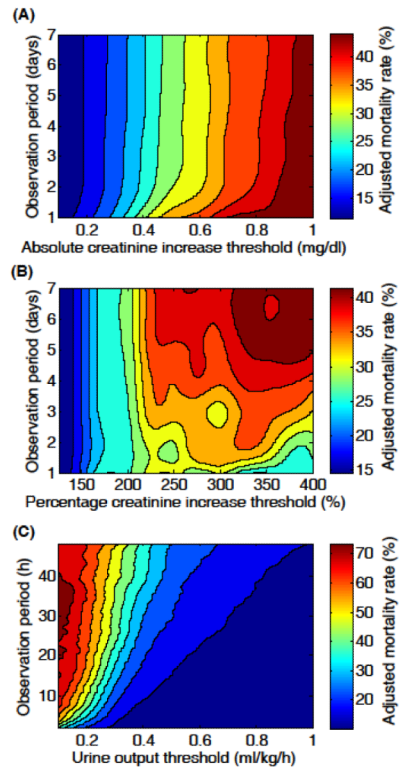 (A)
7
6
5
4
3
2
1
Observation period (days)
0.2 0.4 0.6 0.8 1
Absolute creatinine increase threshold (mg/dl)
40
35
30
25
20
15
Adjusted mortality rate (%)
(B)
7
6
5
4
3
2
1
Observation period (days)
150 200 250 300 350 400
Percentage creatinine increase threshold (%)
40
35
30
25
20
15
Adjusted mortality rate (%)
(C)
40
30
20
10
Observation period (h)
0.2 0.4 0.6 0.8 1
Urine output threshold (ml/kg/h)
70
60
50
40
30
20
Adjusted mortality rate (%)